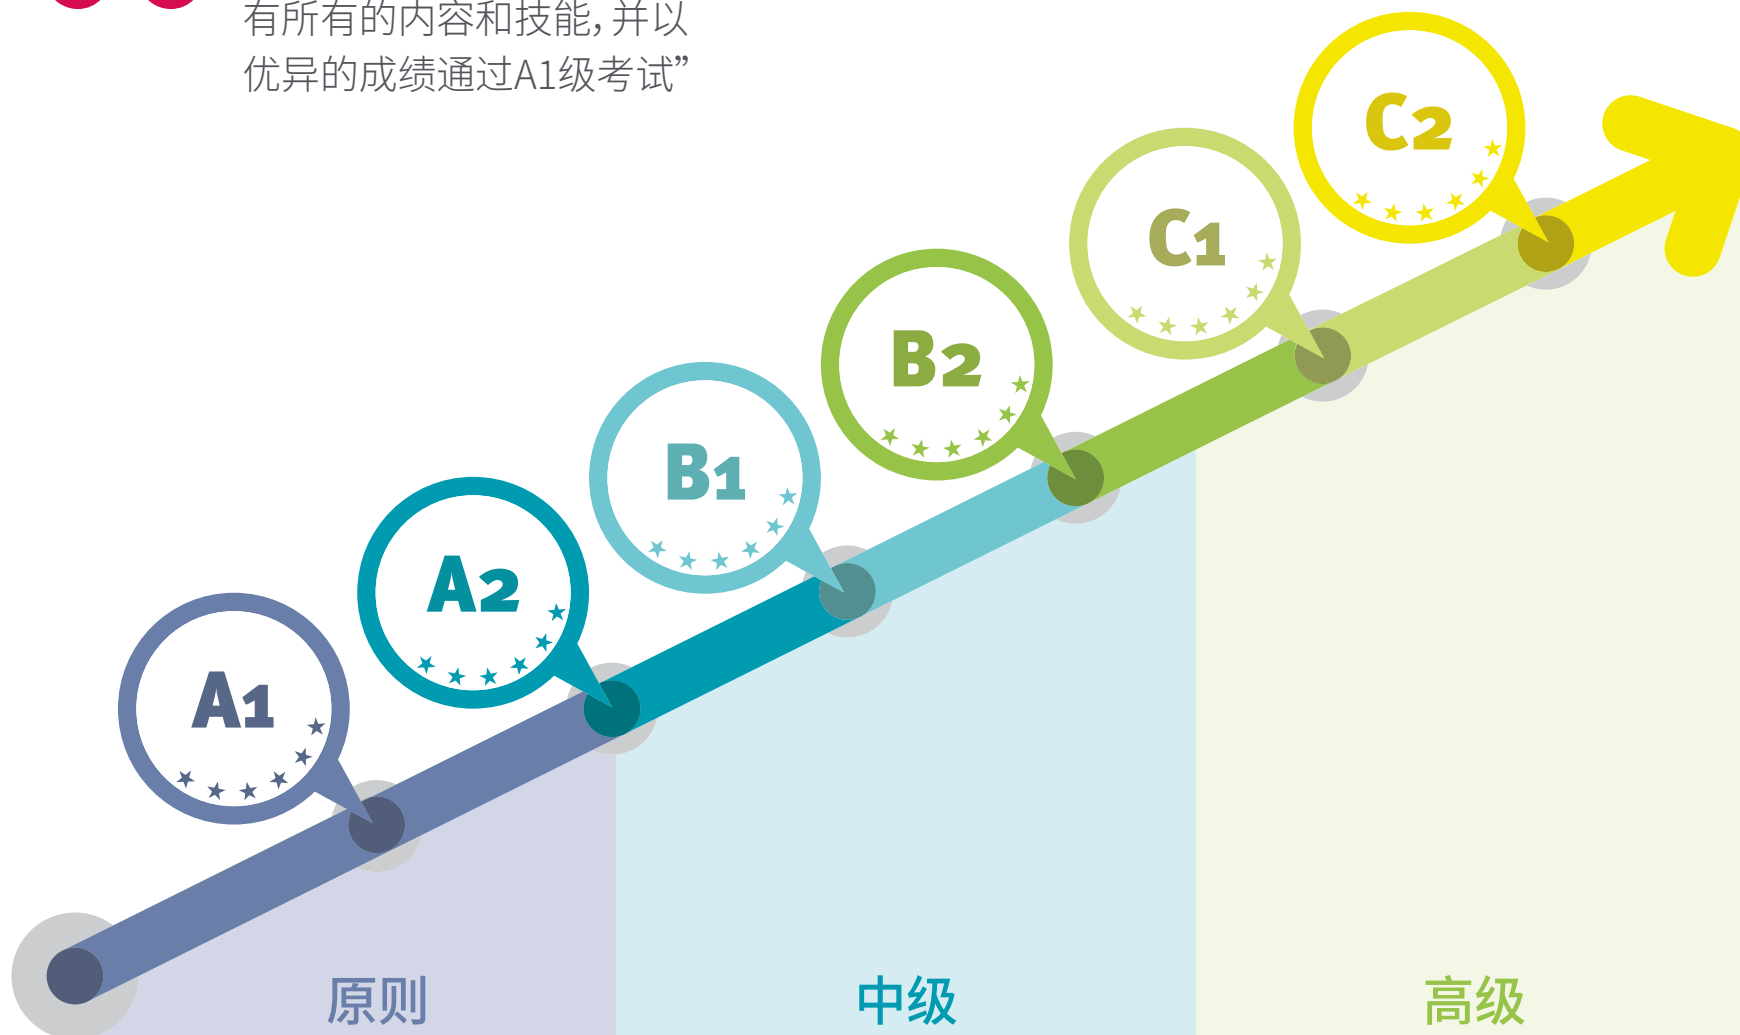 有所有的内容和技能，并以
优异的成绩通过A1级考试”
C2
C1
B2
B1
A2
A1
原则
中级
高级